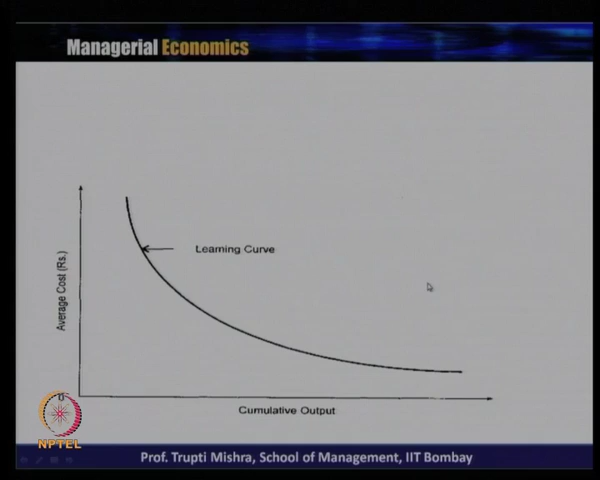 Managerial Economics
Learning Curve
Average Cost (Rs.)
Cumulative Output
NPTEL
Prof. Trupti Mishra, School of Management, IIT Bombay